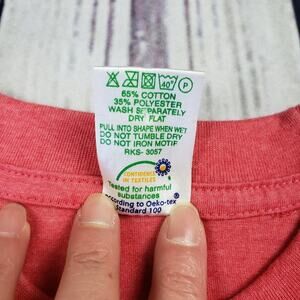 40°
P
65% COTTON
35% POLYESTER
WASH SEPARATELY
DRY FLAT
PULL INTO SHAPE WHEN WET
DO NOT TUMBLE DRY
DO NOT IRON MOTIF
RKS- 3057
CONFIDENCE
IN TEXTILES
Tested for harmful
substances
according to Oeko-tex®
Standard 100